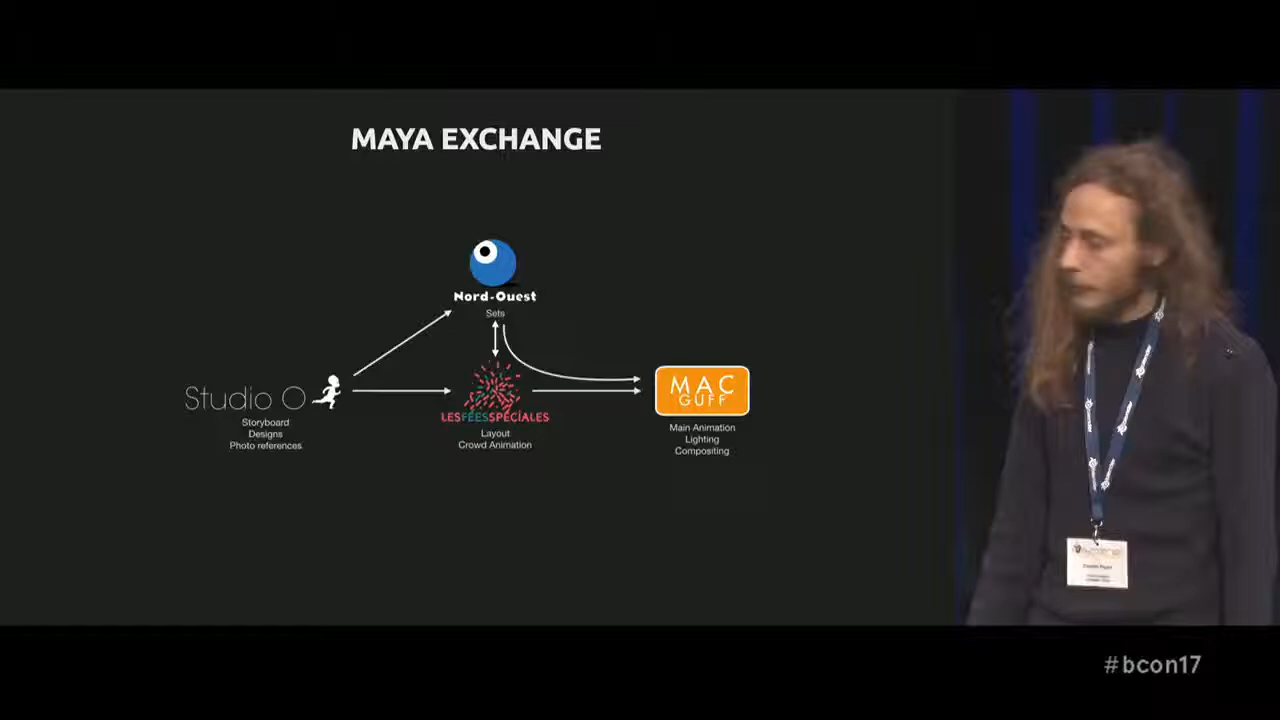 MAYA EXCHANGE
Nord-Ouest
Sets
Studio O
Storyboard
Designs
Photo references
LESFÉESSPÉCIALES
Layout
Crowd Animation
MAC
GUFF
Main Animation
Lighting
Compositing
#bcon17